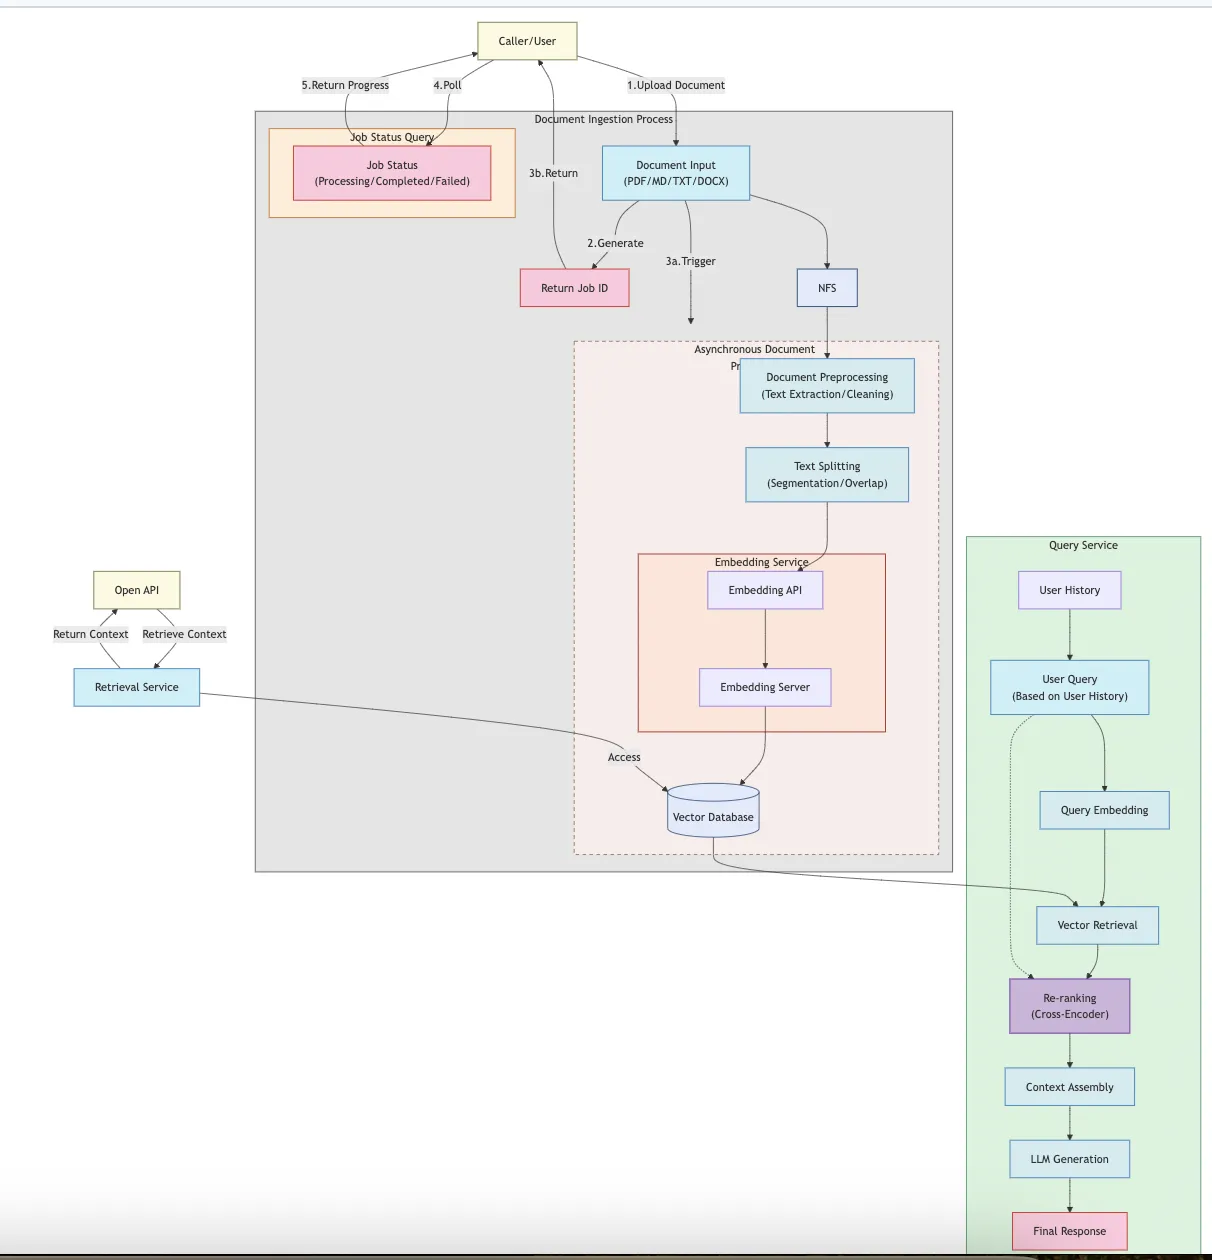 Caller/User
5.Return Progress
4.Poll
1.Upload Document
Document Ingestion Process
Job Status Query
Job Status
(Processing/Completed/Failed)
3b.Return
Document Input
(PDF/MD/TXT/DOCX)
2.Generate
3a.Trigger
Return Job ID
NFS
Asynchronous Document
Pr
Document Preprocessing
(Text Extraction/Cleaning)
Text Splitting
(Segmentation/Overlap)
Embedding Service
Embedding API
Embedding Server
Open API
Return Context
Retrieve Context
Retrieval Service
Access
Vector Database
Query Service
User History
User Query
(Based on User History)
Query Embedding
Vector Retrieval
Re-ranking
(Cross-Encoder)
Context Assembly
LLM Generation
Final Response